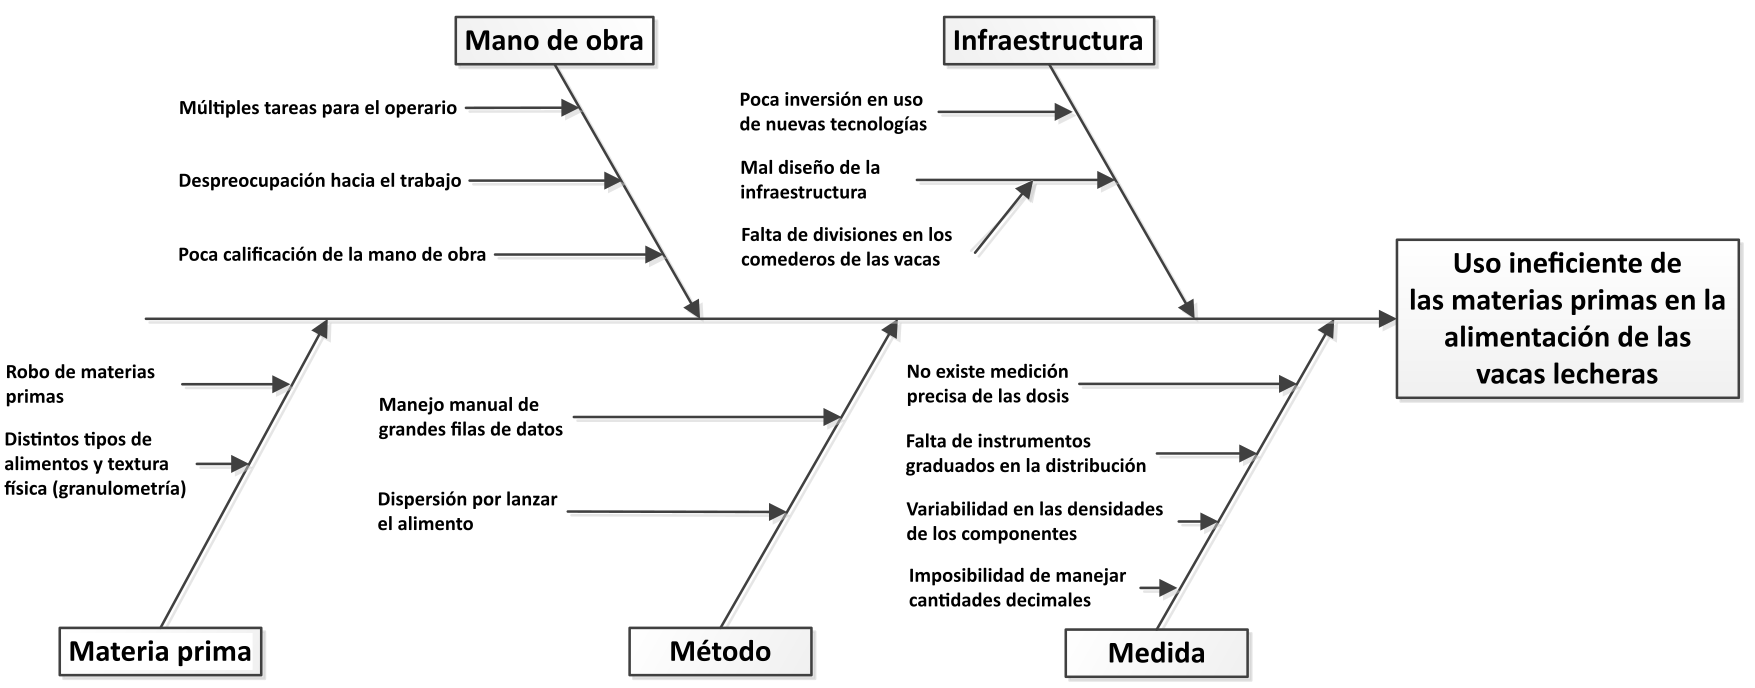 Mano de obra
Infraestructura
Múltiples tareas para el operario
Despreocupación hacia el trabajo
Poca calificación de la mano de obra
Poca inversión en uso
de nuevas tecnologías
Mal diseño de la
infraestructura
Falta de divisiones en los
comederos de las vacas
Uso ineficiente de
las materias primas en la
alimentación de las
vacas lecheras
Robo de materias
primas
Distintos tipos de
alimentos y textura
física (granulometría)
Manejo manual de
grandes filas de datos
Dispersión por lanzar
el alimento
No existe medición
precisa de las dosis
Falta de instrumentos
graduados en la distribución
Variabilidad en las densidades
de los componentes
Imposibilidad de manejar
cantidades decimales
Materia prima
Método
Medida